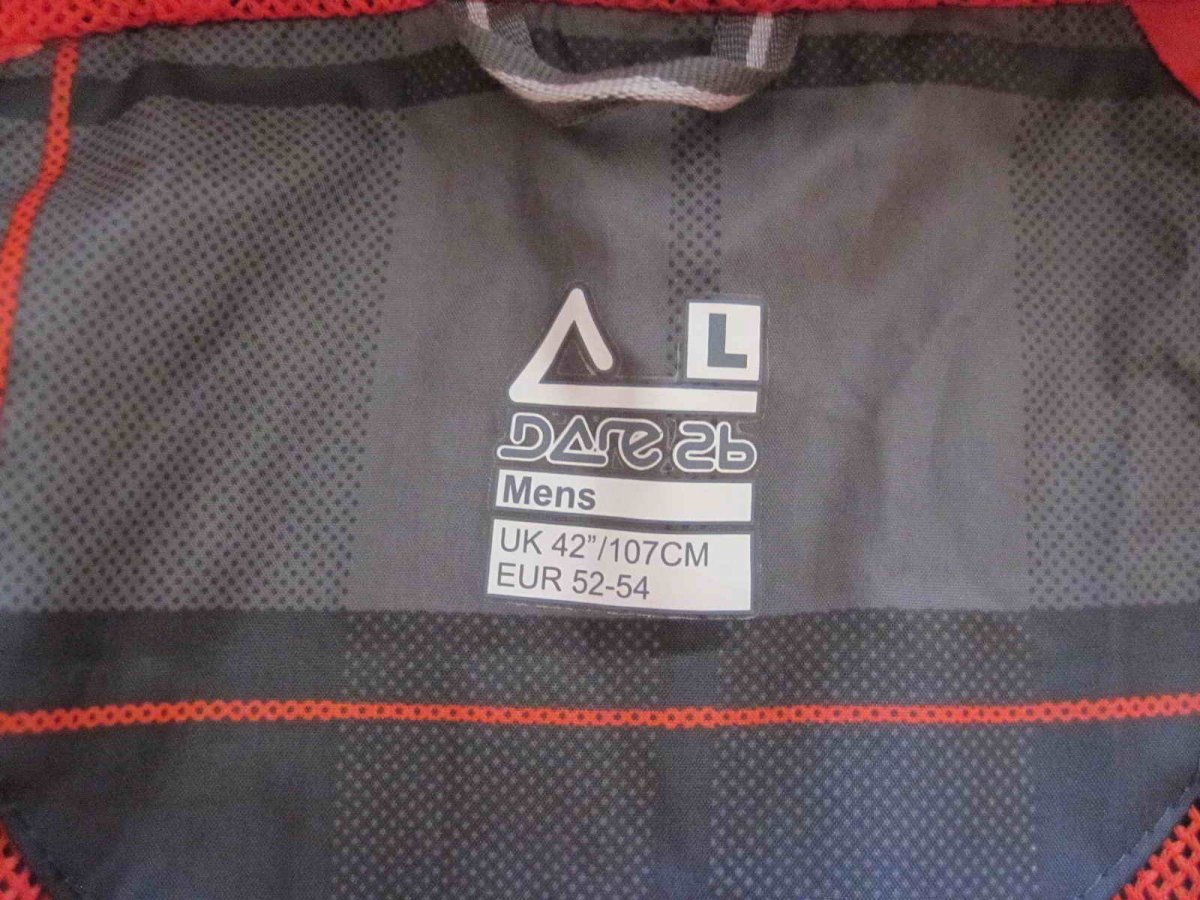 L
DARE 2b
Mens
UK 42”/107CM
EUR 52-54